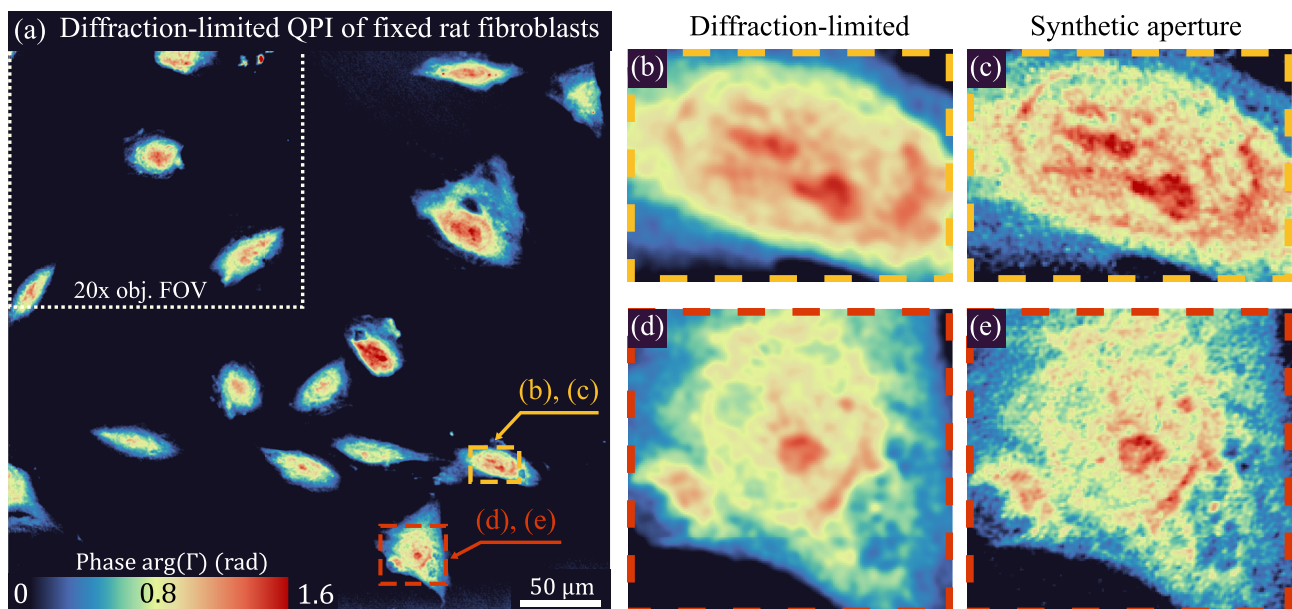 (a) Diffraction-limited QPI of fixed rat fibroblasts
20x obj. FOV
(b), (c)
(d), (e)
Phase arg(Γ) (rad)
0 0.8 1.6
50 μm
Diffraction-limited
Synthetic aperture
(b)
(c)
(d)
(e)